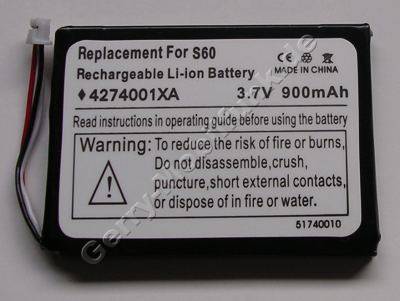 Replacement For S60
Rechargeable Li-ion Battery
CE
MADE IN CHINA
♦4274001XA 3.7V 900mAh
Read instructions in operating guide before using battery.
Warning: To reduce the risk of fire or burns,
Do not disassemble, crush,
puncture, short external contacts,
or dispose in fire or water.
51740010